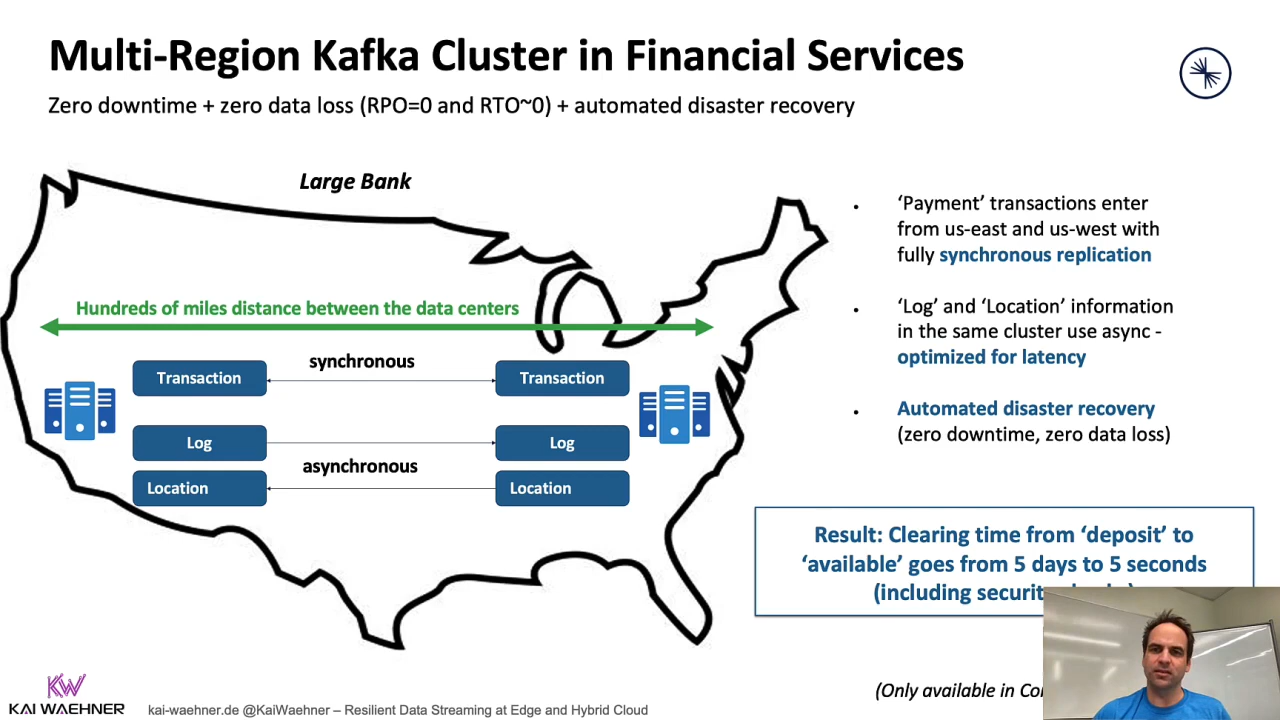 Multi-Region Kafka Cluster in Financial Services
Zero downtime + zero data loss (RPO=0 and RTO~0) + automated disaster recovery
Large Bank
Hundreds of miles distance between the data centers
synchronous
Transaction
Transaction
Log
Log
asynchronous
Location
Location
• ‘Payment’ transactions enter
from us-east and us-west with
fully synchronous replication
• ‘Log’ and ‘Location’ information
in the same cluster use async -
optimized for latency
• Automated disaster recovery
(zero downtime, zero data loss)
Result: Clearing time from ‘deposit’ to
‘available’ goes from 5 days to 5 seconds
(including
(Only available in
KW
KAI WAEHNER
kai-waehner.de @KaiWaehner – Resilient Data Streaming at Edge and Hybrid Cloud